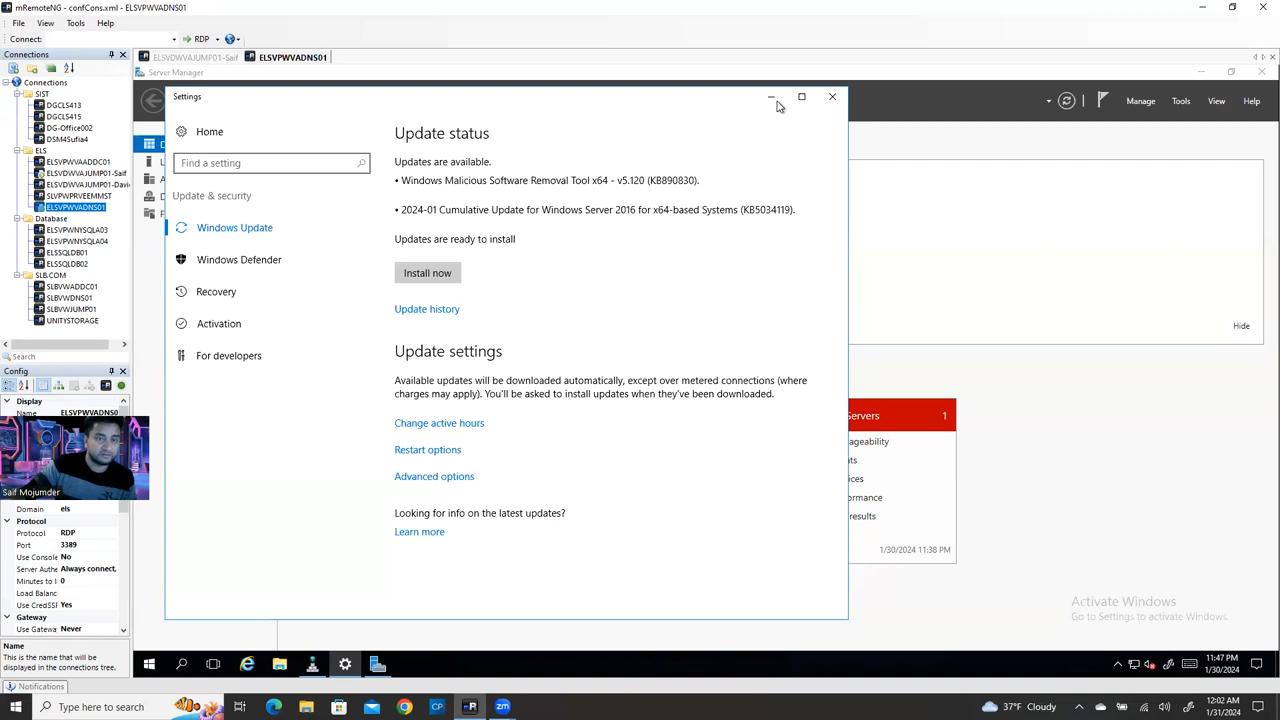 mRemoteNG - confCons.xml - ELSVPWVADNS01
File View Tools Help
Connect: RDP
Connections
ELSVDWVAJUMP01-Saif ELSVPWVADNS01
Server Manager
Manage Tools View Help
Connections
SIST
DGCLS413
DGCLS415
DG-Office002
DSM4Sufia4
ELS
ELSVPWVAADDC01
ELSVDWVAJUMP01-Saif
ELSVDWVAJUMP01-Davi
SLVPWPRVEEMMST
ELSVPWVADNS01
Database
ELSVPWNYSQLA03
ELSVPWNYSQLA04
ELSSQLDB01
ELSSQLDB02
SLB.COM
SLBVWADDC01
SLBVWDNS01
SLBVWJUMP01
UNITYSTORAGE
Search
Config
Display
Name ELSVPWVADNS0
Saif Mojumder
Domain els
Protocol
Protocol RDP
Port 3389
Use Console No
Server Authe Always connect,
Minutes to I 0
Load Balanc
Use CredSSP Yes
Gateway
Use Gatewa Never
Name
This is the name that will be
displayed in the connections tree.
Notifications
Settings
Home
Find a setting
Update & security
Windows Update
Windows Defender
Recovery
Activation
For developers
Update status
Updates are available.
• Windows Malicious Software Removal Tool x64 - v5.120 (KB890830).
• 2024-01 Cumulative Update for Windows Server 2016 for x64-based Systems (KB5034119).
Updates are ready to install
Install now
Update history
Update settings
Available updates will be downloaded automatically, except over metered connections (where
charges may apply). You'll be asked to install updates when they've been downloaded.
Change active hours
Restart options
Advanced options
Looking for info on the latest updates?
Learn more
Hide
Servers 1
ageability
nts
ices
ormance
results
1/30/2024 11:38 PM
Activate Windows
Go to Settings to activate Windows.
11:47 PM
1/30/2024
Type here to search
37°F Cloudy
12:02 AM
1/31/2024